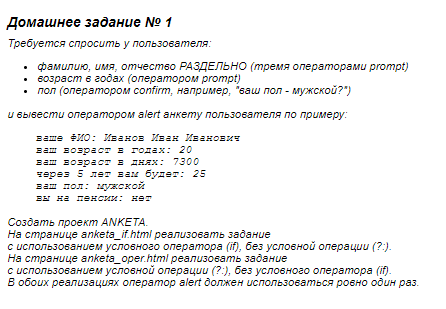 Домашнее задание № 1
Требуется спросить у пользователя:
• фамилию, имя, отчество РАЗДЕЛЬНО (тремя операторами prompt)
• возраст в годах (оператором prompt)
• пол (оператором confirm, например, "ваш пол - мужской?")
и вывести оператором alert анкету пользователя по примеру:
ваше ФИО: Иванов Иван Иванович
ваш возраст в годах: 20
ваш возраст в днях: 7300
через 5 лет вам будет: 25
ваш пол: мужской
вы на пенсии: нет
Создать проект ANKETA.
На странице anketa_if.html реализовать задание
с использованием условного оператора (if), без условной операции (?:).
На странице anketa_oper.html реализовать задание
с использованием условной операции (?:), без условного оператора (if).
В обоих реализациях оператор alert должен использоваться ровно один раз.